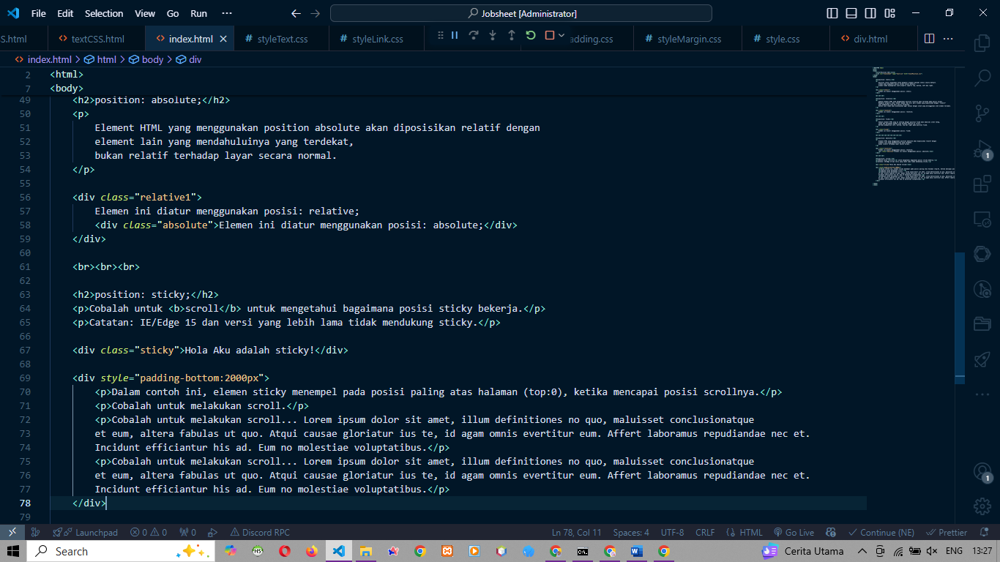 File Edit Selection View Go Run ··· Jobsheet [Administrator]
S.html textCSS.html index.html styleText.css styleLink.css adding.css styleMargin.css style.css div.html
index.html > html > body > div
2 <html>
7 <body>
49 <h2>position: absolute;</h2>
50 <p>
51 Element HTML yang menggunakan position absolute akan diposisikan relatif dengan
52 element lain yang mendahuluinya yang terdekat,
53 bukan relatif terhadap layar secara normal.
54 </p>
55
56 <div class="relative1">
57 Elemen ini diatur menggunakan posisi: relative;
58 <div class="absolute">Elemen ini diatur menggunakan posisi: absolute;</div>
59 </div>
60
61 <br><br><br>
62
63 <h2>position: sticky;</h2>
64 <p>Cobalah untuk <b>scroll</b> untuk mengetahui bagaimana posisi sticky bekerja.</p>
65 <p>Catatan: IE/Edge 15 dan versi yang lebih lama tidak mendukung sticky.</p>
66
67 <div class="sticky">Hola Aku adalah sticky!</div>
68
69 <div style="padding-bottom:2000px">
70 <p>Dalam contoh ini, elemen sticky menempel pada posisi paling atas halaman (top:0), ketika mencapai posisi scrollnya.</p>
71 <p>Cobalah untuk melakukan scroll.</p>
72 <p>Cobalah untuk melakukan scroll... Lorem ipsum dolor sit amet, illum definitiones no quo, maluisset conclusionatque
73 et eum, altera fabulas ut quo. Atqui causae gloriatur ius te, id agam omnis evertitur eum. Affert laboramus repudiandae nec et.
74 Incidunt efficiantur his ad. Eum no molestiae voluptatibus.</p>
75 <p>Cobalah untuk melakukan scroll... Lorem ipsum dolor sit amet, illum definitiones no quo, maluisset conclusionatque
76 et eum, altera fabulas ut quo. Atqui causae gloriatur ius te, id agam omnis evertitur eum. Affert laboramus repudiandae nec et.
77 Incidunt efficiantur his ad. Eum no molestiae voluptatibus.</p>
78 </div>
79
1
1
Launchpad 0 0 0 Discord RPC Ln 78, Col 11 Spaces: 4 UTF-8 CRLF HTML Go Live Continue (NE) Prettier
Search Cerita Utama ENG 13:27